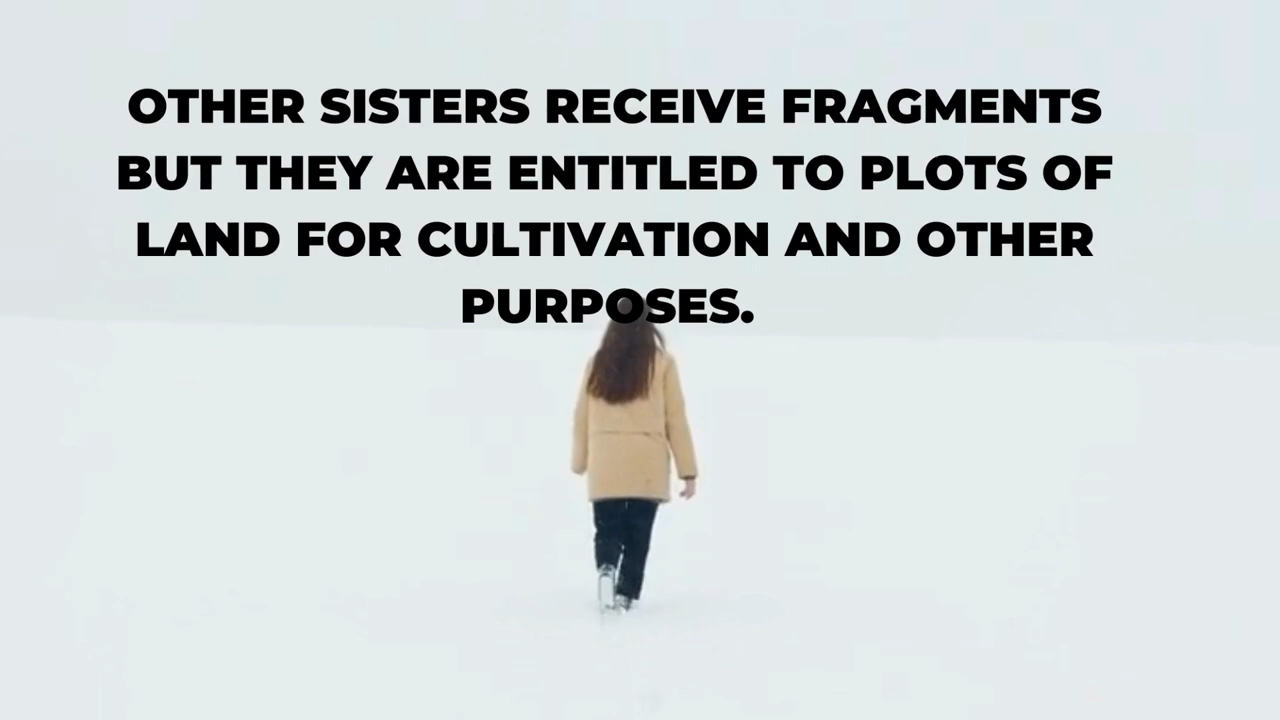 OTHER SISTERS RECEIVE FRAGMENTS
BUT THEY ARE ENTITLED TO PLOTS OF
LAND FOR CULTIVATION AND OTHER
PURPOSES.